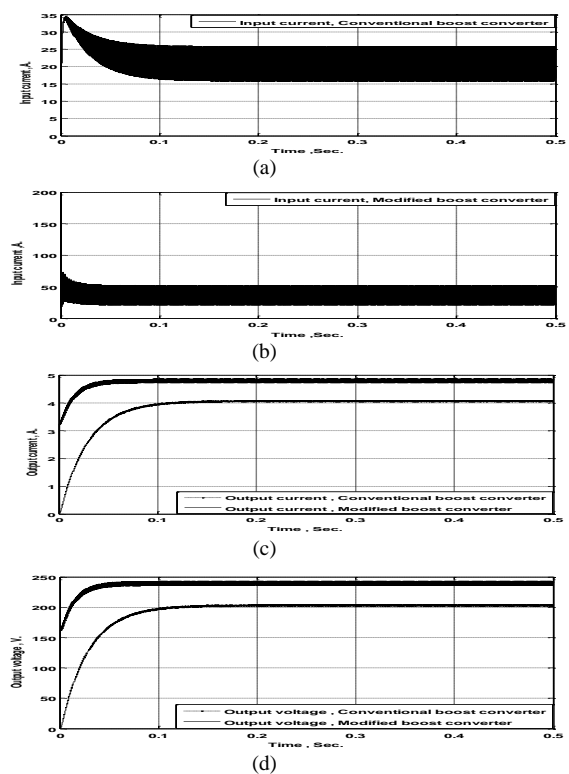 35
30
25
20
15
10
5
0
Input current, A.
Input current, Conventional boost converter
0 0.1 0.2 0.3 0.4 0.5
Time ,Sec.
(a)
200
150
100
50
0
Input current ,A.
Input current, Modified boost converter
0 0.1 0.2 0.3 0.4 0.5
Time ,Sec.
(b)
5
4
3
2
1
0
Output current, A.
Output current , Conventional boost converter
Output current , Modified boost converter
0 0.1 0.2 0.3 0.4 0.5
Time , Sec.
(c)
250
200
150
100
50
0
Output voltage , V.
Output voltage , Conventional boost converter
Output voltage , Modified boost converter
0 0.1 0.2 0.3 0.4 0.5
Time , Sec.
(d)